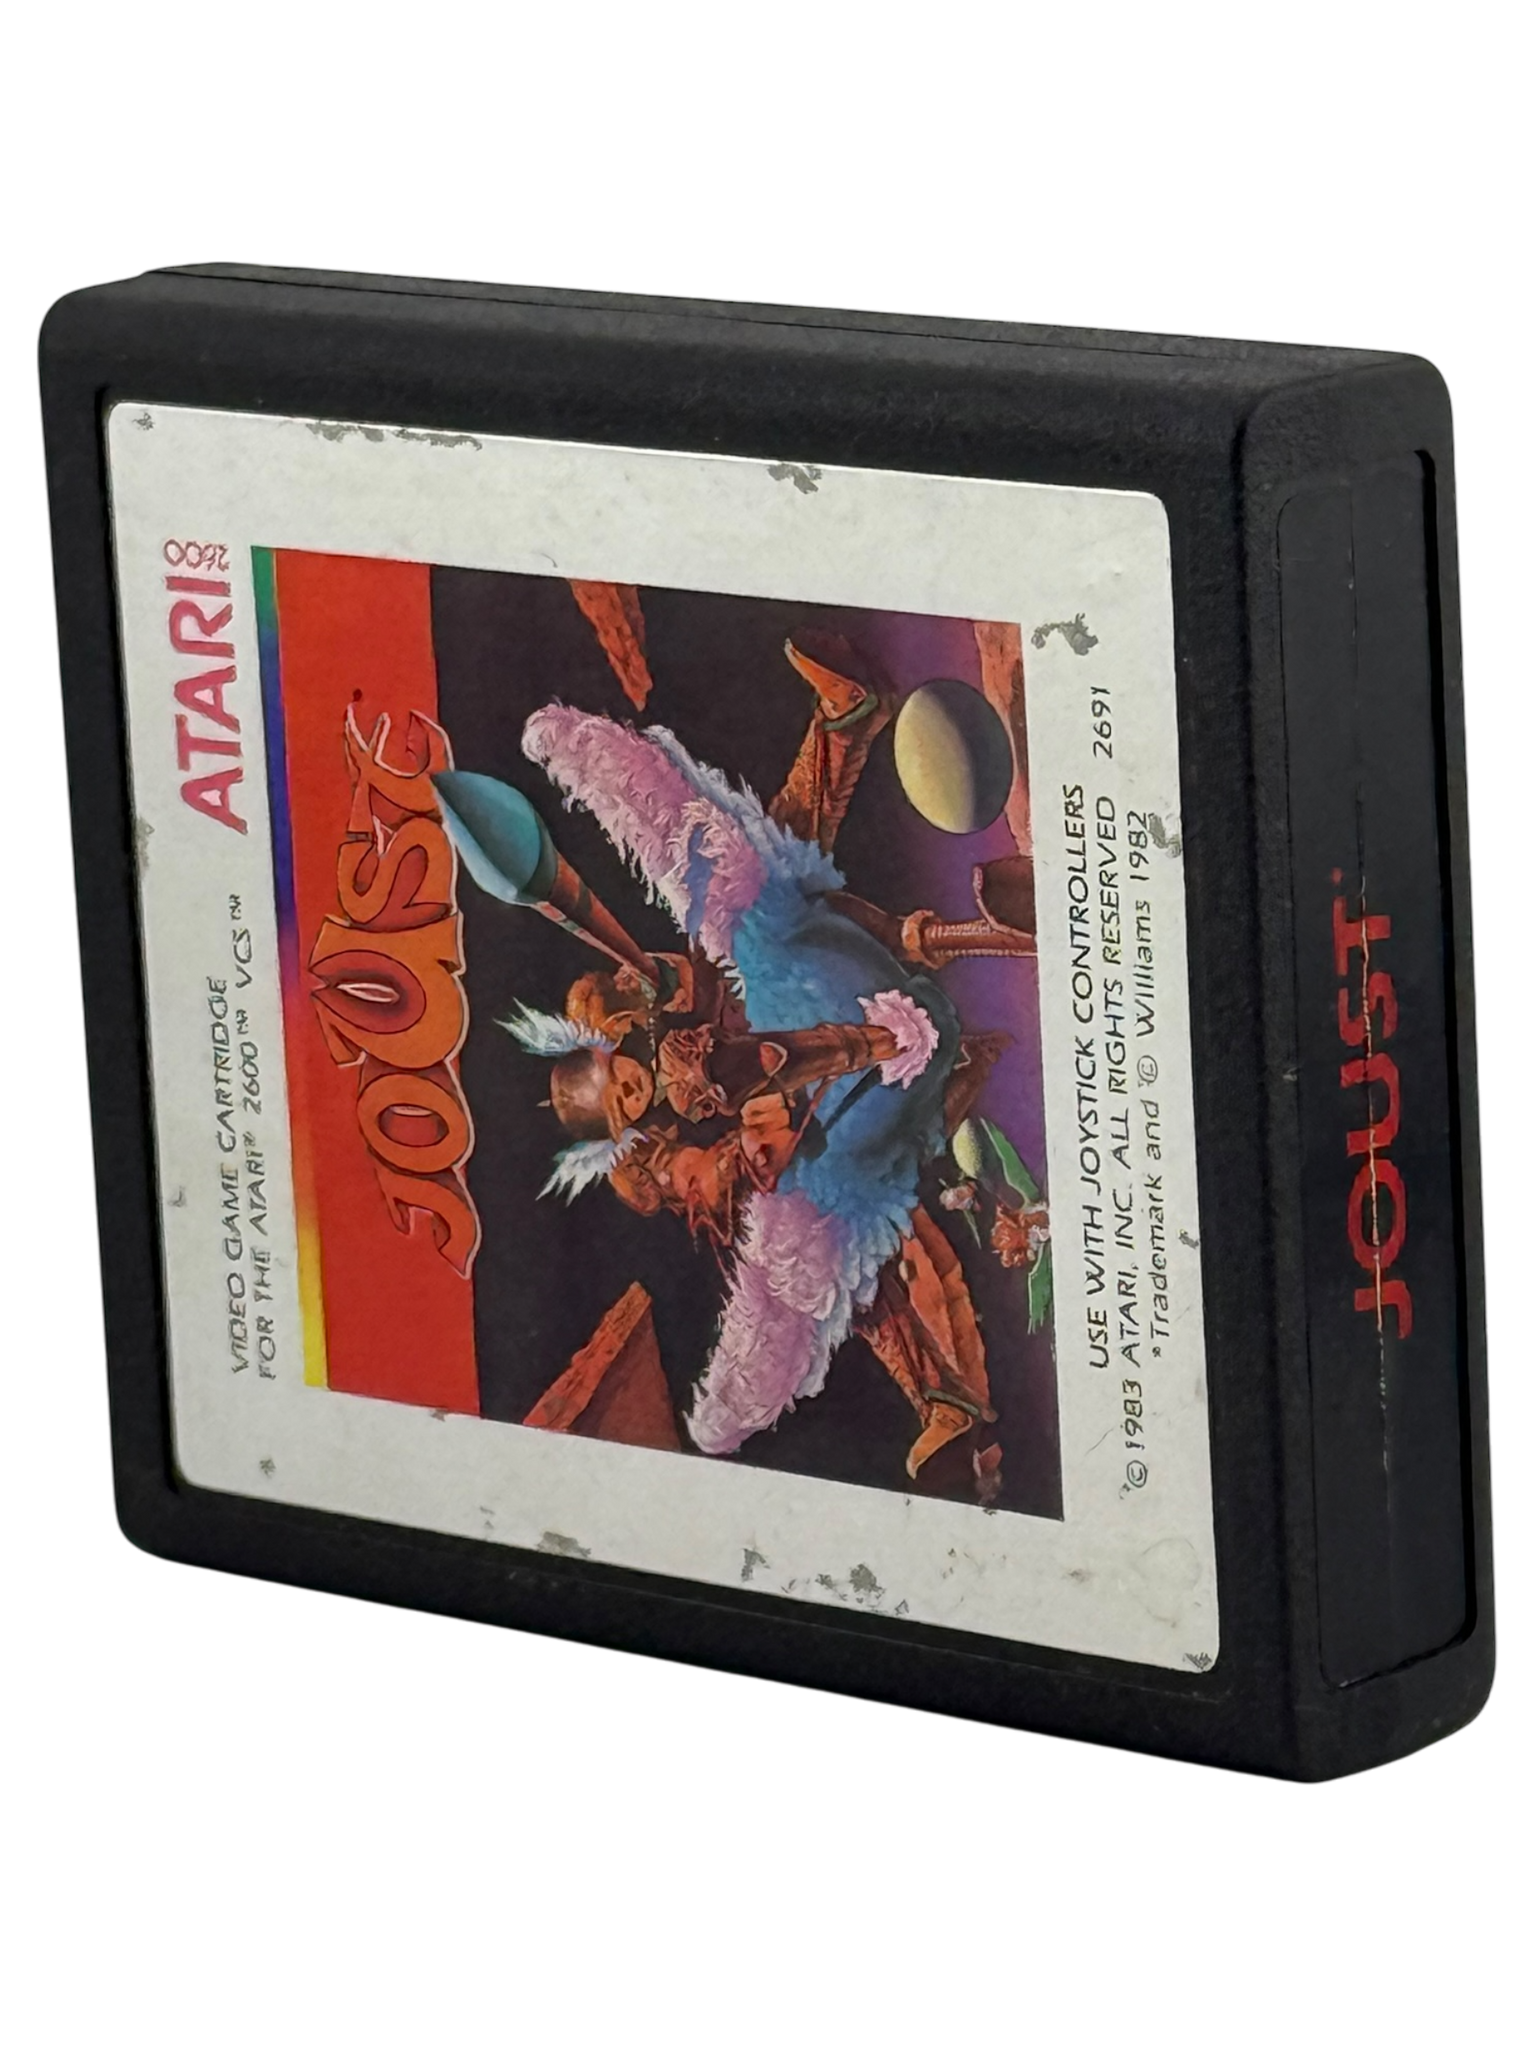 VIDEO GAME CARTRIDGE
FOR THE ATARI® 2600™ VCS™
ATARI 2600
JOUST
USE WITH JOYSTICK CONTROLLERS
© 1983 ATARI, INC. ALL RIGHTS RESERVED 2691
*Trademark and © Williams 1982
JOUST